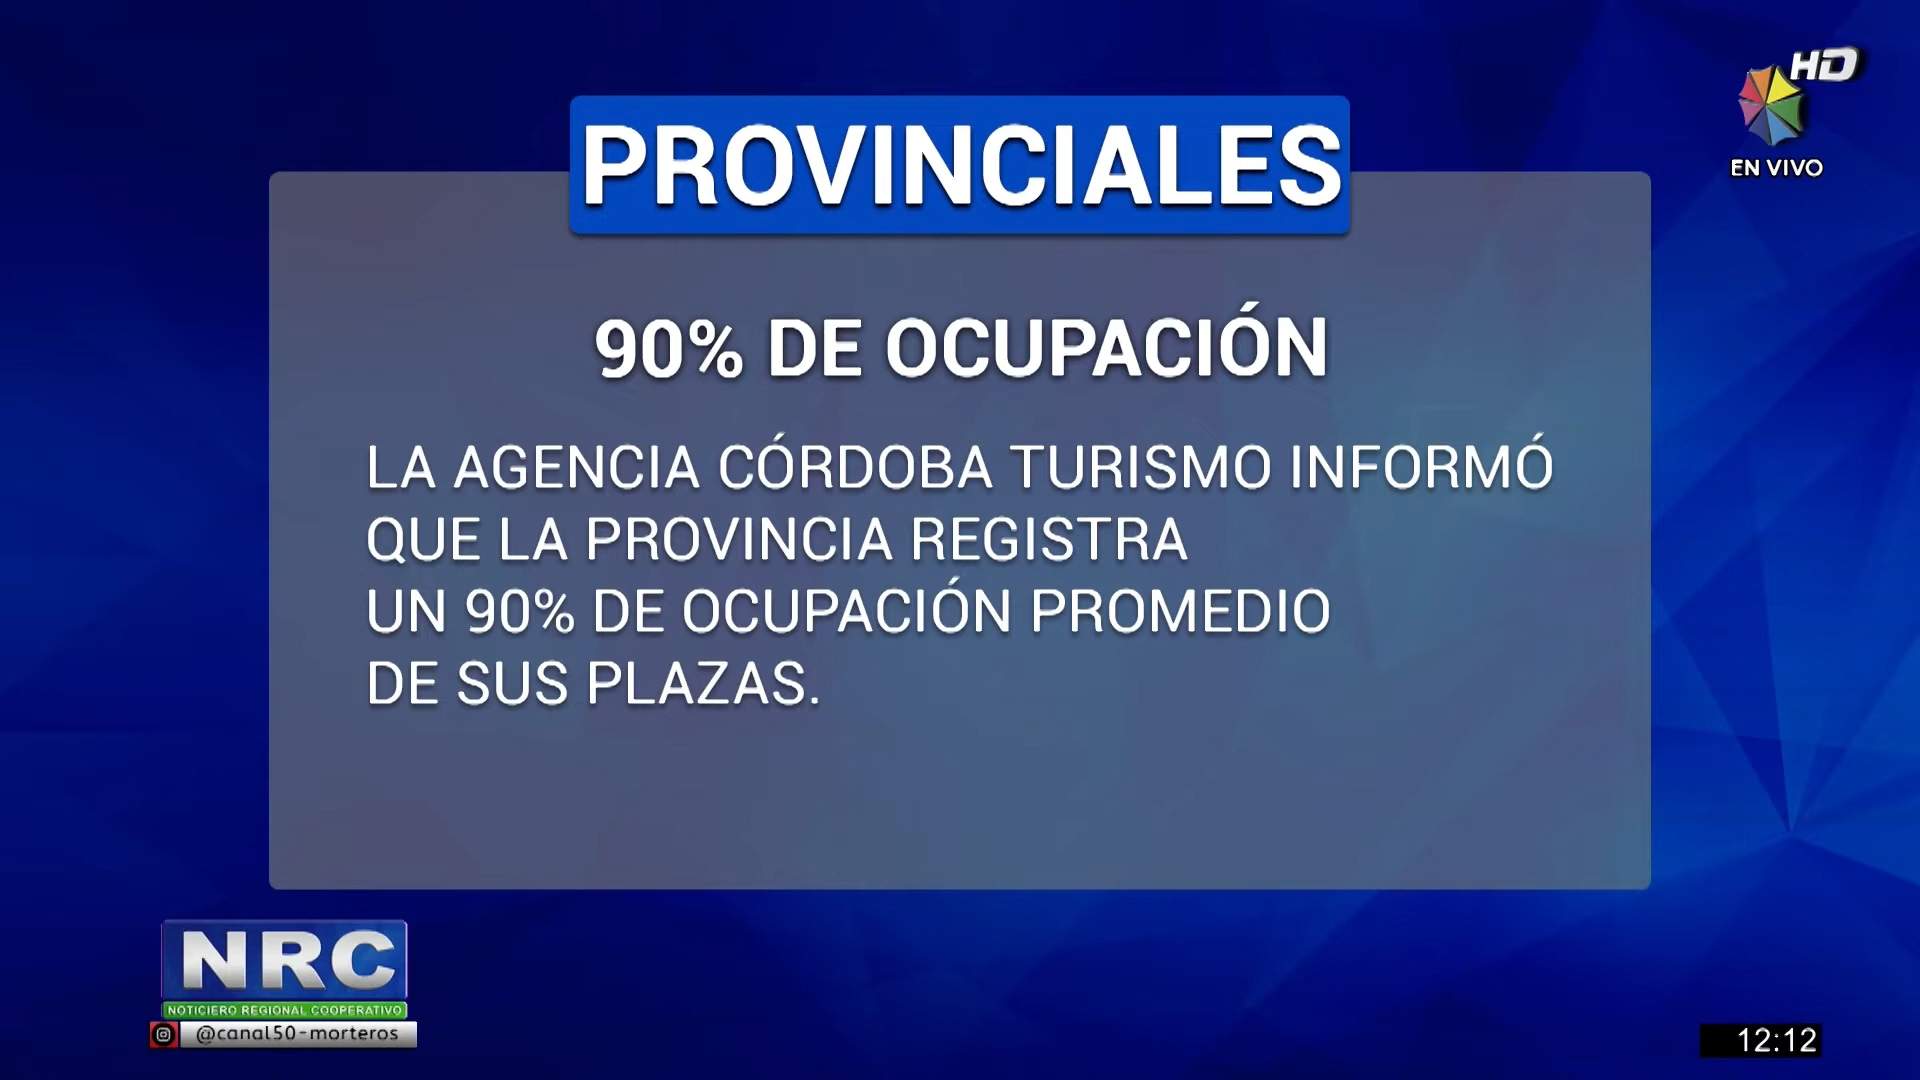 HD
EN VIVO
PROVINCIALES
90% DE OCUPACIÓN
LA AGENCIA CÓRDOBA TURISMO INFORMÓ
QUE LA PROVINCIA REGISTRA
UN 90% DE OCUPACIÓN PROMEDIO
DE SUS PLAZAS.
NRC
NOTICIERO REGIONAL COOPERATIVO
@canal50-morteros
12:12